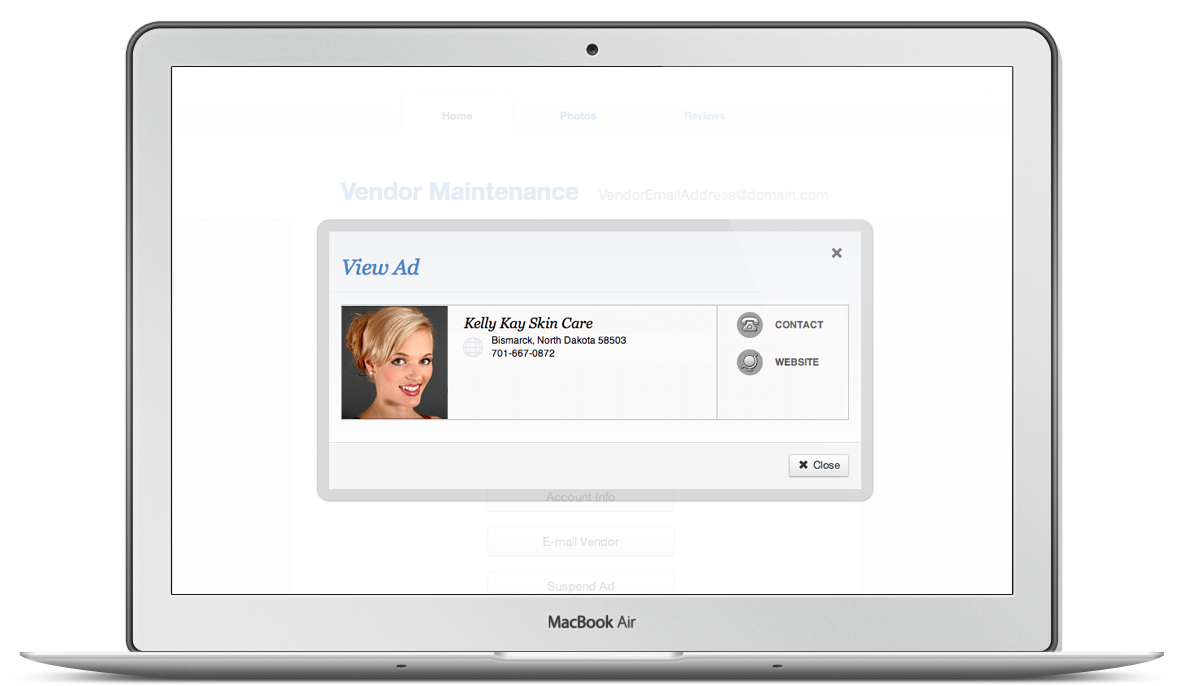 Home Photos Reviews
Vendor Maintenance VendorEmailAddress@domain.com
View Ad
Kelly Kay Skin Care
Bismarck, North Dakota 58503
701-667-0872
CONTACT
WEBSITE
Close
Account Info
E-mail Vendor
Suspend Ad
MacBook Air